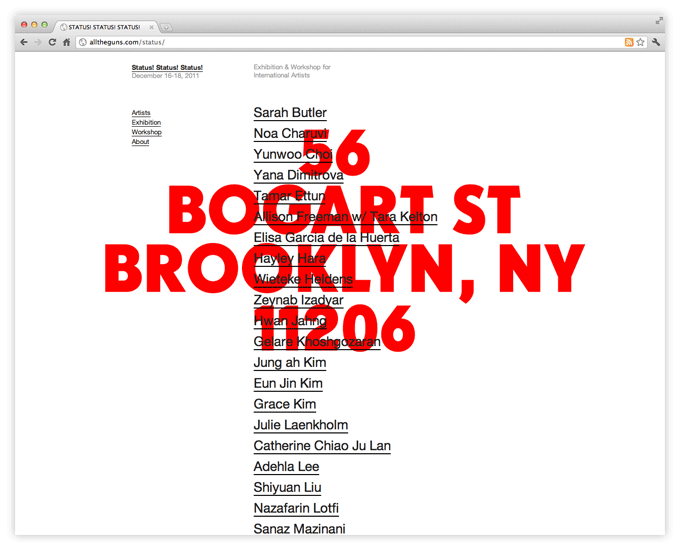 STATUS! STATUS! STATUS!
alltheguns.com/status/
Status! Status! Status!
December 16-18, 2011
Exhibition & Workshop for
International Artists
Artists
Exhibition
Workshop
About
Sarah Butler
Noa Charuvi
Yunwoo Choi
Yana Dimitrova
Tamar Ettun
Allison Freeman w/ Tara Kelton
Elisa Garcia de la Huerta
Hayley Hara
Wieteke Heldens
Zeynab Izadyar
Hwan Jahng
Gelare Khoshgozaran
Jung ah Kim
Eun Jin Kim
Grace Kim
Julie Laenkholm
Catherine Chiao Ju Lan
Adehla Lee
Shiyuan Liu
Nazafarin Lotfi
Sanaz Mazinani
56
BOGART ST
BROOKLYN, NY
11206